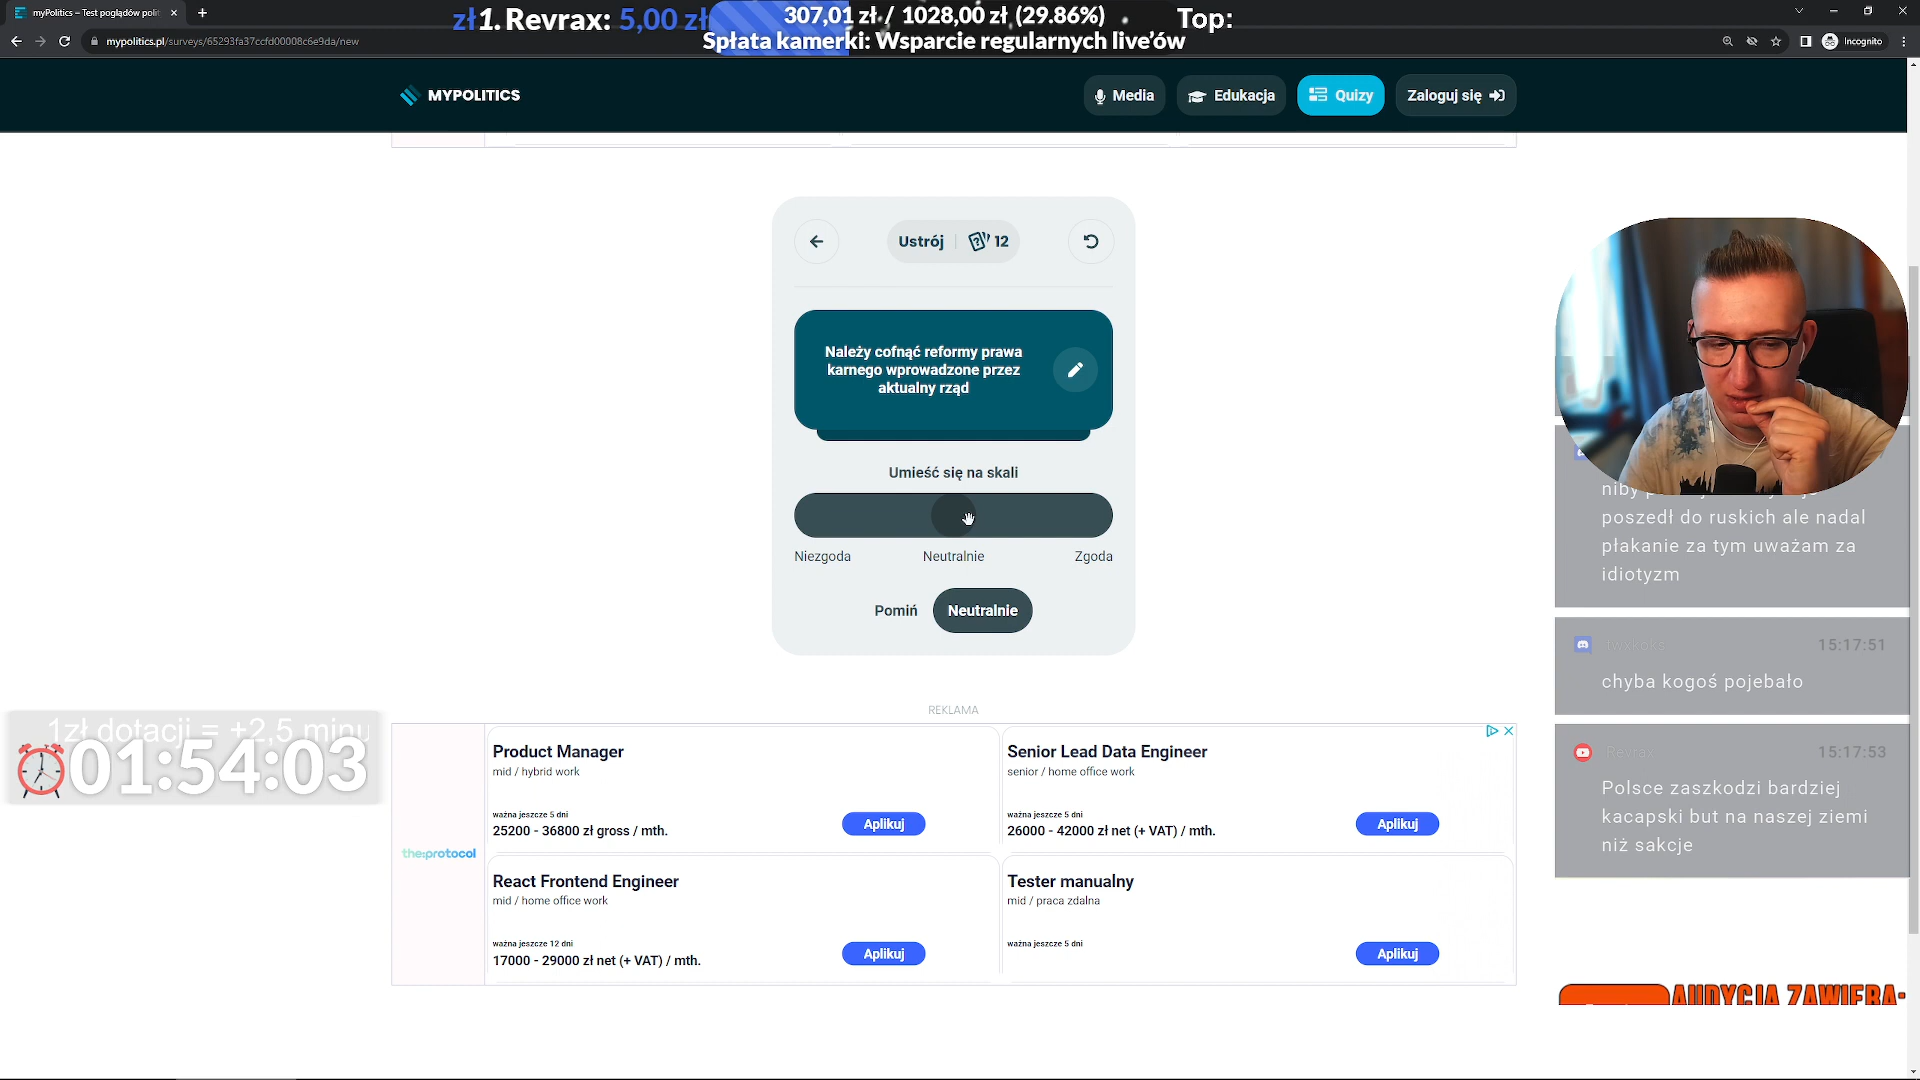 myPolitics – Test poglądów polit
zł 1. Revrax: 5,00 zł
307,01 zł / 1028,00 zł (29.86%)
Top:
Spłata kamerki: Wsparcie regularnych live'ów
mypolitics.pl/surveys/65293fa37ccfd00008c6e9da/new
Incognito
MYPOLITICS
Media
Edukacja
Quizy
Zaloguj się
Ustrój
12
Należy cofnąć reformy prawa
karnego wprowadzone przez
aktualny rząd
Umieść się na skali
Niezgoda
Neutralnie
Zgoda
Pomiń
Neutralnie
REKLAMA
the:protocol
Product Manager
mid / hybrid work
ważna jeszcze 5 dni
25200 - 36800 zł gross / mth.
Aplikuj
Senior Lead Data Engineer
senior / home office work
ważna jeszcze 5 dni
26000 - 42000 zł net (+ VAT) / mth.
Aplikuj
React Frontend Engineer
mid / home office work
ważna jeszcze 12 dni
17000 - 29000 zł net (+ VAT) / mth.
Aplikuj
Tester manualny
mid / praca zdalna
ważna jeszcze 5 dni
Aplikuj
1zł dotacji = +2,5 minu
01:54:03
niby
poszedł do ruskich ale nadal
płakanie za tym uważam za
idiotyzm
15:17:51
chyba kogoś pojebało
Revrax
15:17:53
Polsce zaszkodzi bardziej
kacapski but na naszej ziemi
niż sakcje
AUDYCJA ZAWIERA: